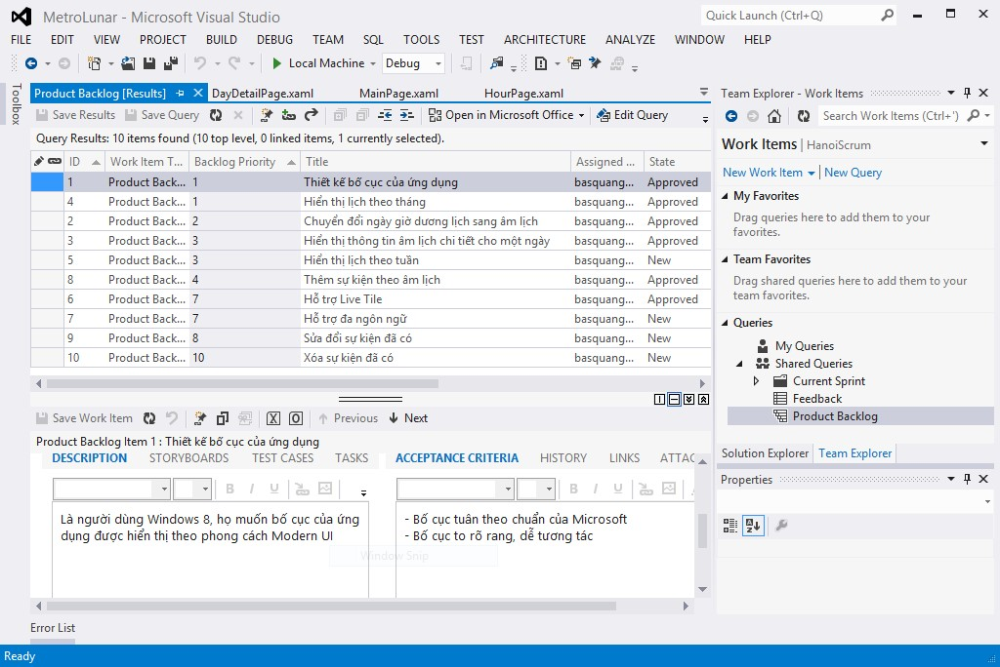 MetroLunar - Microsoft Visual Studio
Quick Launch (Ctrl+Q)
FILE EDIT VIEW PROJECT BUILD DEBUG TEAM SQL TOOLS TEST ARCHITECTURE ANALYZE WINDOW HELP
Local Machine Debug
Toolbox
Product Backlog [Results] DayDetailPage.xaml MainPage.xaml HourPage.xaml
Save Results Save Query Open in Microsoft Office Edit Query
Query Results: 10 items found (10 top level, 0 linked items, 1 currently selected).
ID Work Item T... Backlog Priority Title Assigned ... State
1 Product Back... 1 Thiết kế bố cục của ứng dụng basquang... Approved
4 Product Back... 1 Hiển thị lịch theo tháng basquang... Approved
2 Product Back... 2 Chuyển đổi ngày giờ dương lịch sang âm lịch basquang... Approved
3 Product Back... 3 Hiển thị thông tin âm lịch chi tiết cho một ngày basquang... Approved
5 Product Back... 3 Hiển thị lịch theo tuần basquang... New
8 Product Back... 4 Thêm sự kiện theo âm lịch basquang... Approved
6 Product Back... 7 Hỗ trợ Live Tile basquang... Approved
7 Product Back... 7 Hỗ trợ đa ngôn ngữ basquang... New
9 Product Back... 8 Sửa đổi sự kiện đã có basquang... New
10 Product Back... 10 Xóa sự kiện đã có basquang... New
Save Work Item Previous Next
Product Backlog Item 1 : Thiết kế bố cục của ứng dụng
DESCRIPTION STORYBOARDS TEST CASES TASKS ACCEPTANCE CRITERIA HISTORY LINKS ATTAC
B I U B I U
Là người dùng Windows 8, họ muốn bố cục của ứng
dụng được hiển thị theo phong cách Modern UI
- Bố cục tuân theo chuẩn của Microsoft
- Bố cục to rõ rang, dễ tương tác
Window Snip
Team Explorer - Work Items
Search Work Items (Ctrl+')
Work Items | HanoiScrum
New Work Item | New Query
My Favorites
Drag queries here to add them to your
favorites.
Team Favorites
Drag shared queries here to add them to your
team favorites.
Queries
My Queries
Shared Queries
Current Sprint
Feedback
Product Backlog
Solution Explorer Team Explorer
Properties
Error List
Ready